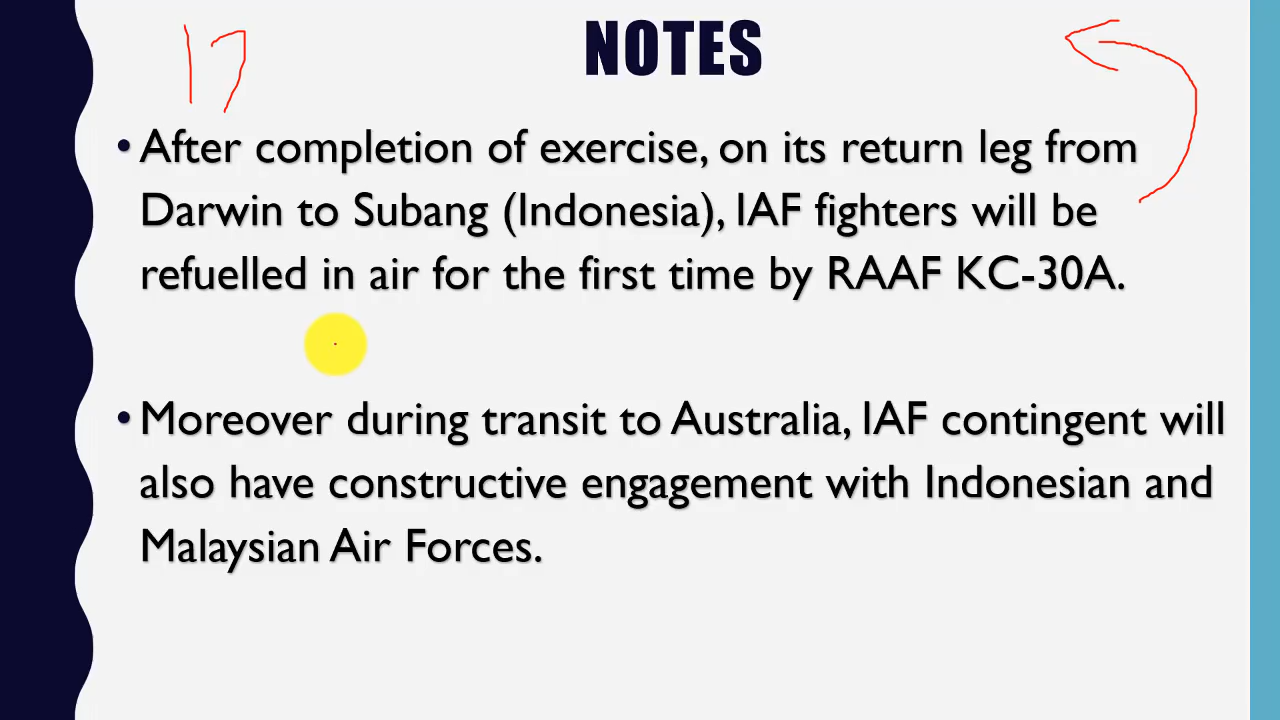 NOTES
17
• After completion of exercise, on its return leg from
Darwin to Subang (Indonesia), IAF fighters will be
refuelled in air for the first time by RAAF KC-30A.
• Moreover during transit to Australia, IAF contingent will
also have constructive engagement with Indonesian and
Malaysian Air Forces.